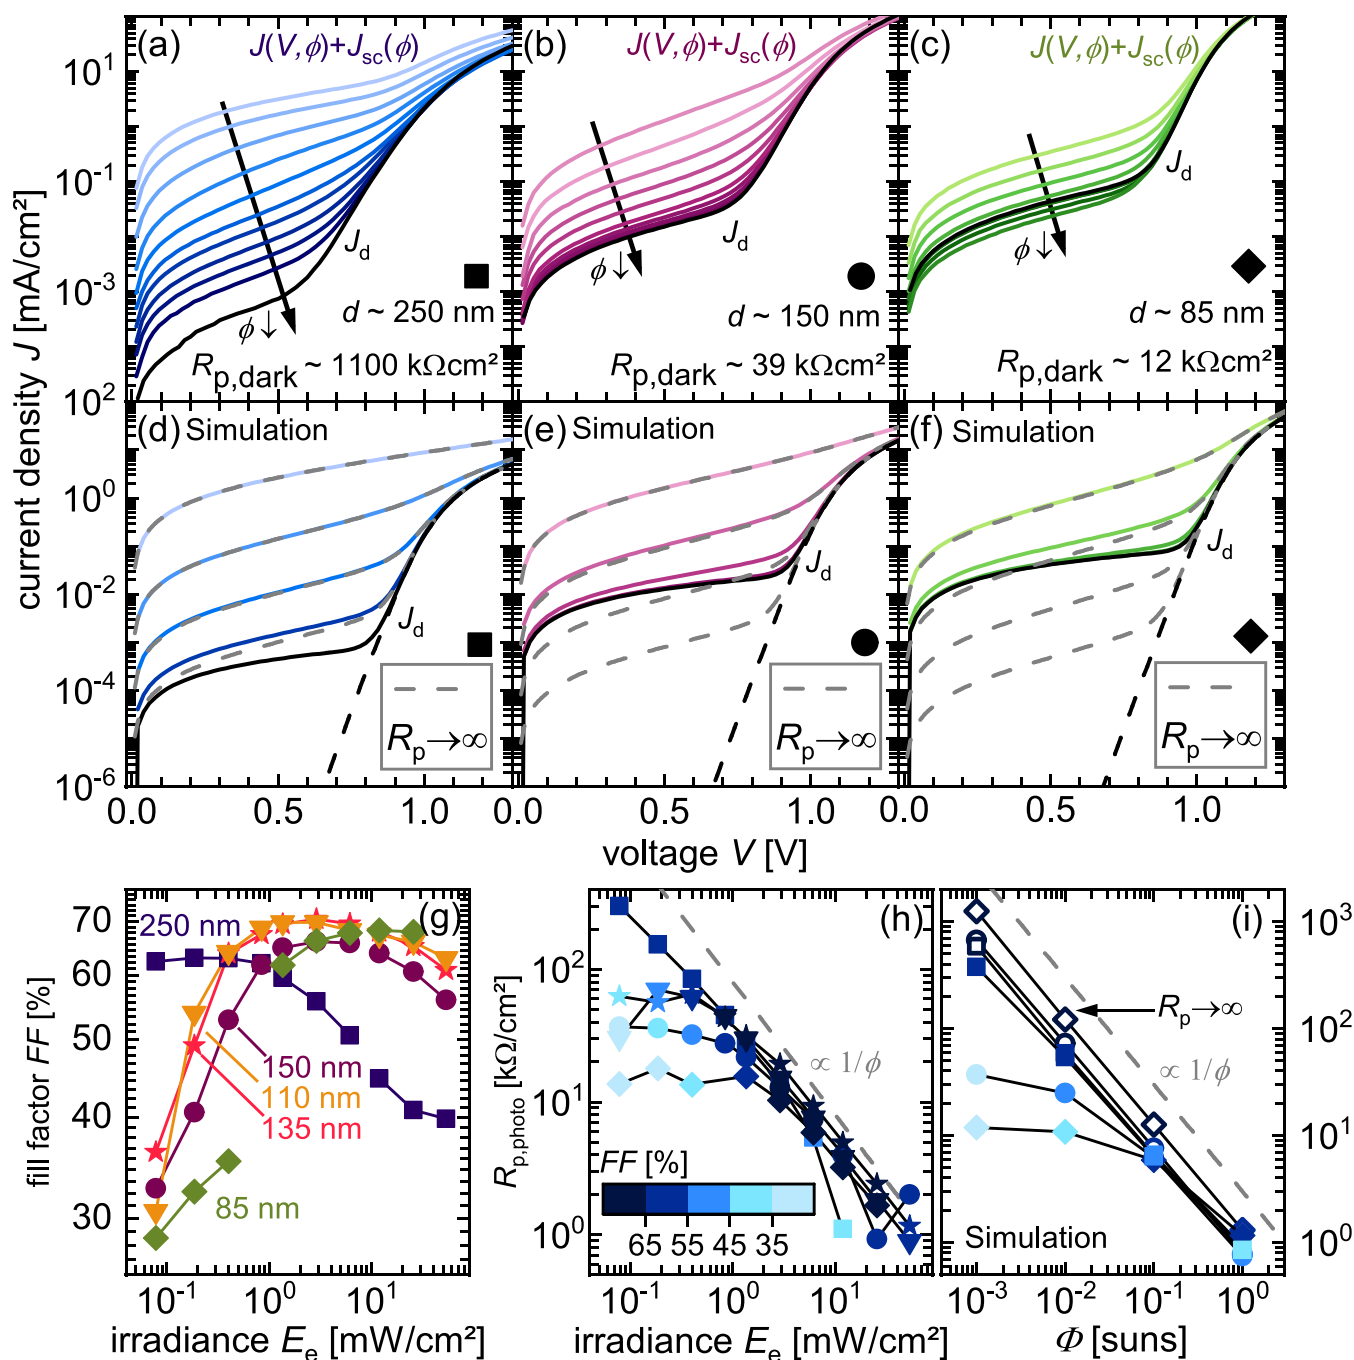 (a) J(V,ϕ)+Jsc(ϕ)
(b) J(V,ϕ)+Jsc(ϕ)
(c) J(V,ϕ)+Jsc(ϕ)
10¹
10⁻¹
10⁻³
10²
current density J [mA/cm²]
Jd
ϕ↓
d ~ 250 nm
Rp,dark ~ 1100 kΩcm²
Jd
ϕ↓
d ~ 150 nm
Rp,dark ~ 39 kΩcm²
Jd
ϕ↓
d ~ 85 nm
Rp,dark ~ 12 kΩcm²
(d) Simulation
(e) Simulation
(f) Simulation
10⁰
10⁻²
10⁻⁴
10⁻⁶
Jd
Rp→∞
Jd
Rp→∞
Jd
Rp→∞
0.0 0.5 1.0
0.0 0.5 1.0
0.0 0.5 1.0
voltage V [V]
(g)
70
60
50
40
30
fill factor FF [%]
250 nm
150 nm
110 nm
135 nm
85 nm
10⁻¹ 10⁰ 10¹
irradiance Ee [mW/cm²]
(h)
10²
10¹
10⁰
Rp,photo [kΩ/cm²]
∝ 1/ϕ
FF [%]
65 55 45 35
10⁻¹ 10⁰ 10¹
irradiance Ee [mW/cm²]
(i)
10³
10²
10¹
10⁰
Rp→∞
∝ 1/ϕ
Simulation
10⁻³ 10⁻² 10⁻¹ 10⁰
Φ [suns]